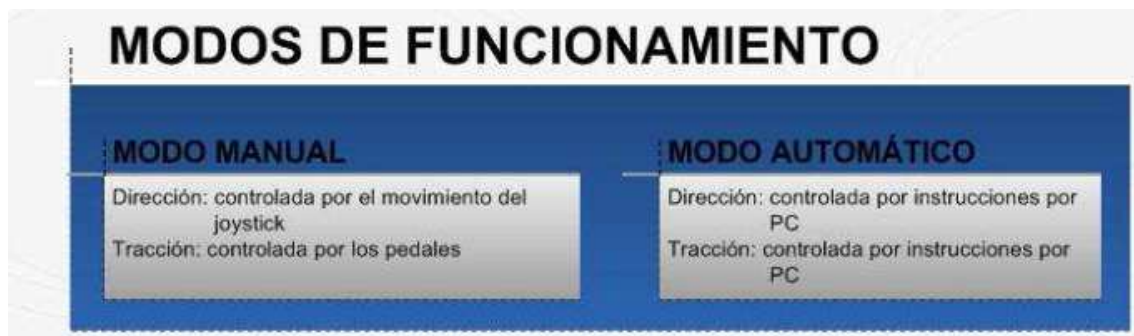 MODOS DE FUNCIONAMIENTO
MODO MANUAL
Dirección: controlada por el movimiento del
joystick
Tracción: controlada por los pedales
MODO AUTOMÁTICO
Dirección: controlada por instrucciones por
PC
Tracción: controlada por instrucciones por
PC